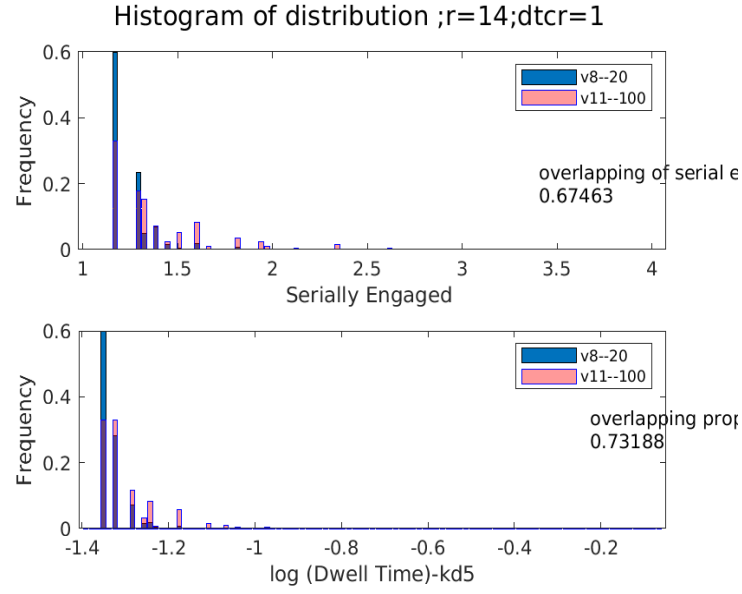 Histogram of distribution ;r=14;dtcr=1
0.6
0.4
0.2
0
Frequency
v8--20
v11--100
overlapping of serial e
0.67463
1
1.5
2
2.5
3
3.5
4
Serially Engaged
0.6
0.4
0.2
0
Frequency
v8--20
v11--100
overlapping prop
0.73188
-1.4
-1.2
-1
-0.8
-0.6
-0.4
-0.2
log (Dwell Time)-kd5